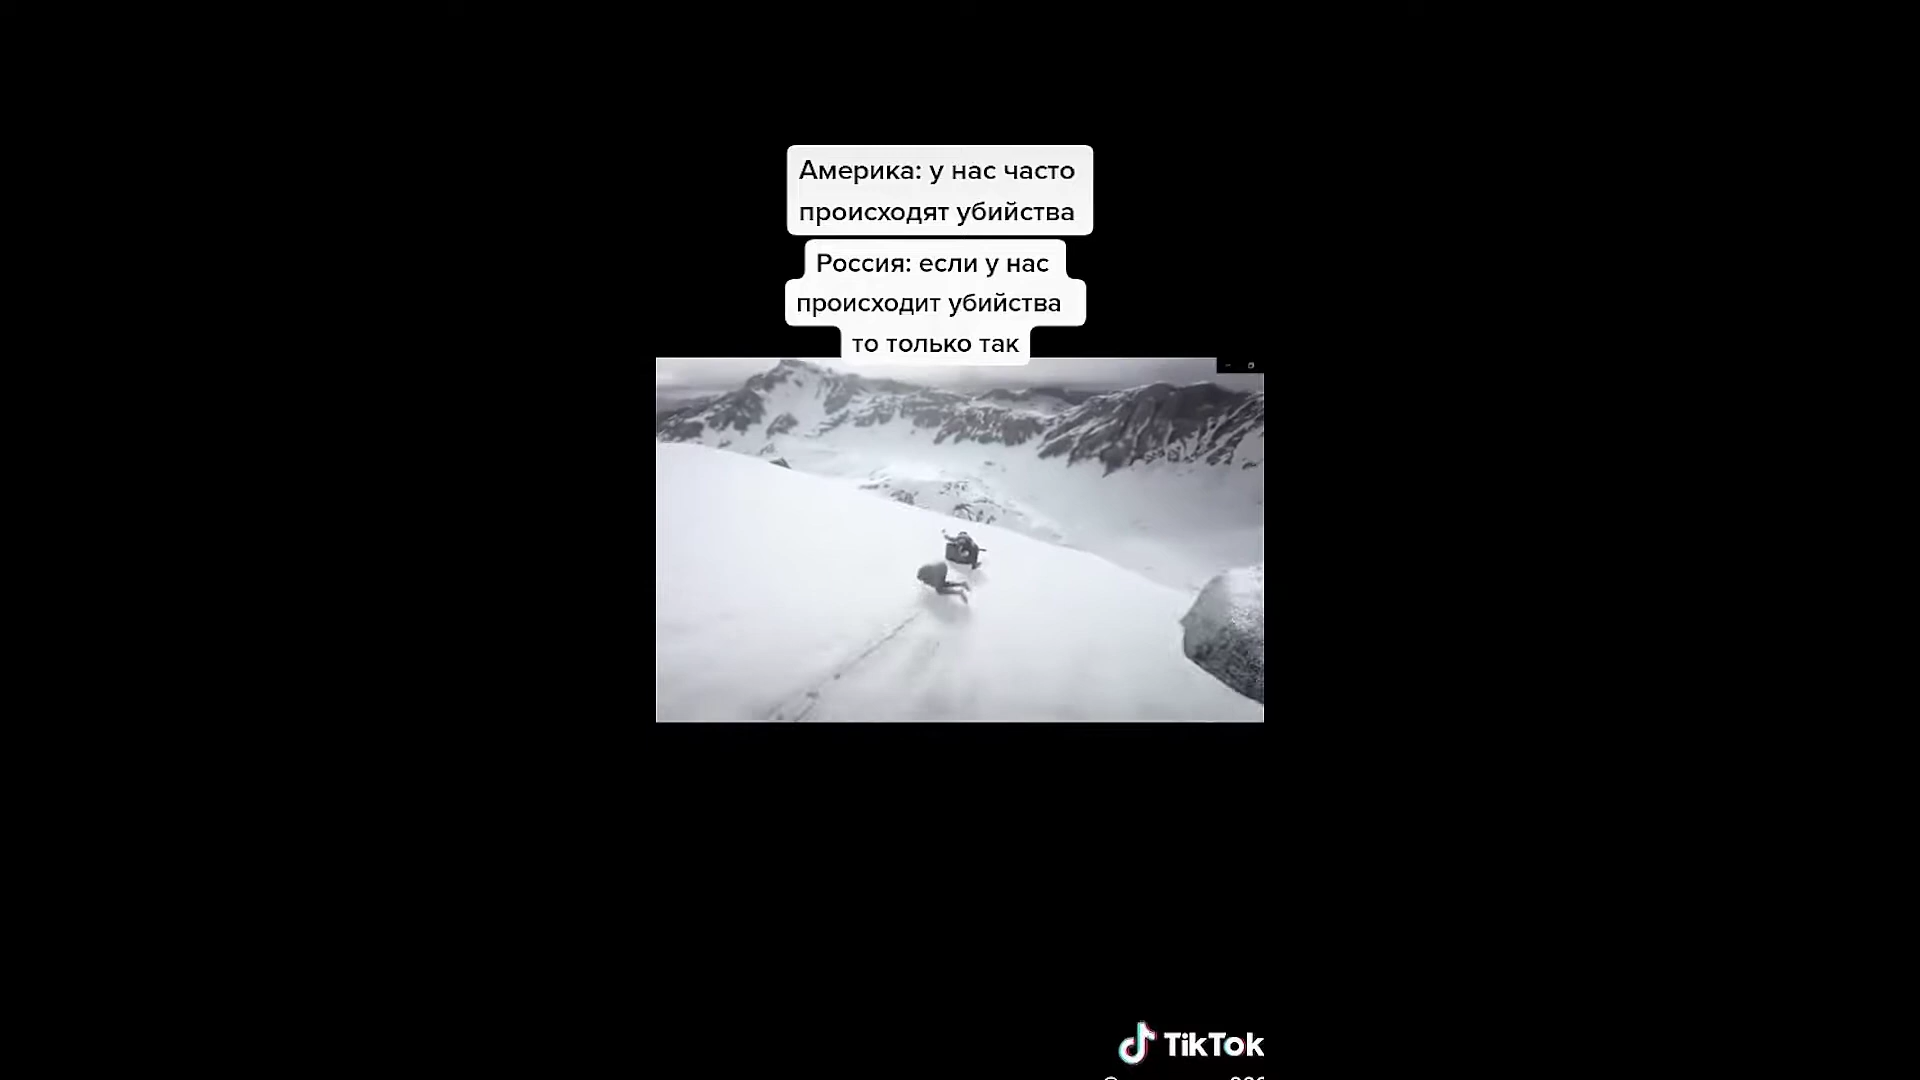 Америка: у нас часто
происходят убийства
Россия: если у нас
происходит убийства
то только так
TikTok